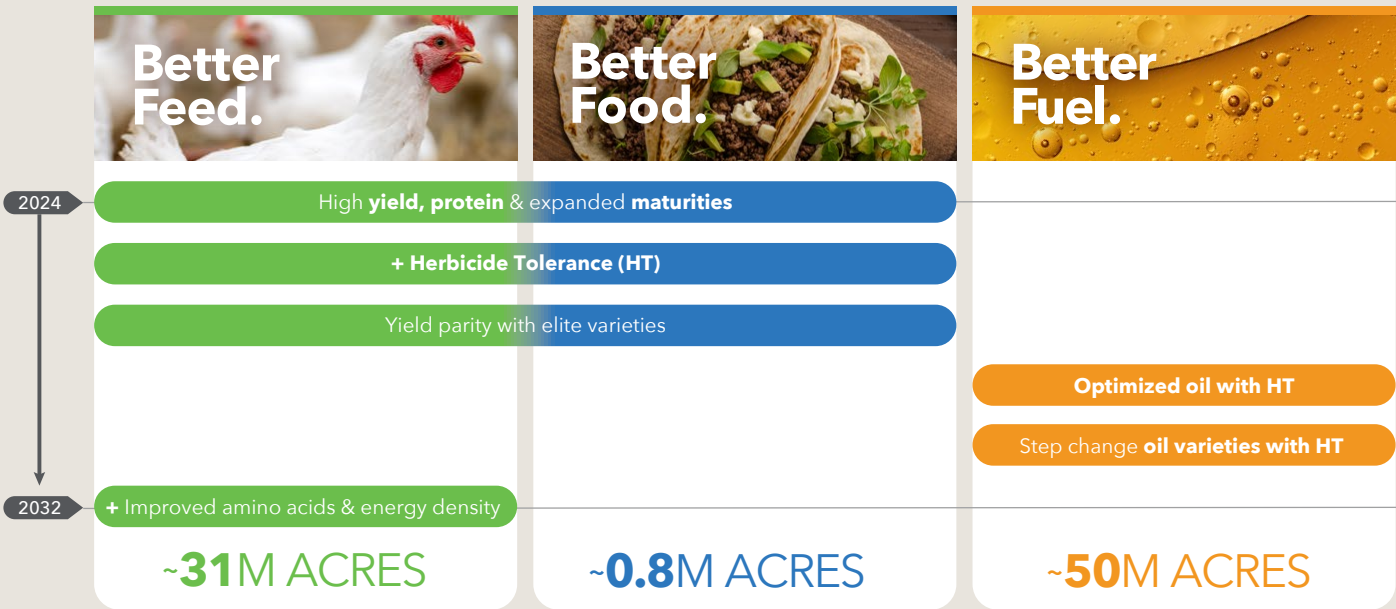 Better
Feed.
Better
Food.
Better
Fuel.
2024
High yield, protein & expanded maturities
+ Herbicide Tolerance (HT)
Yield parity with elite varieties
Optimized oil with HT
Step change oil varieties with HT
2032
+ Improved amino acids & energy density
~31M ACRES
~0.8M ACRES
~50M ACRES